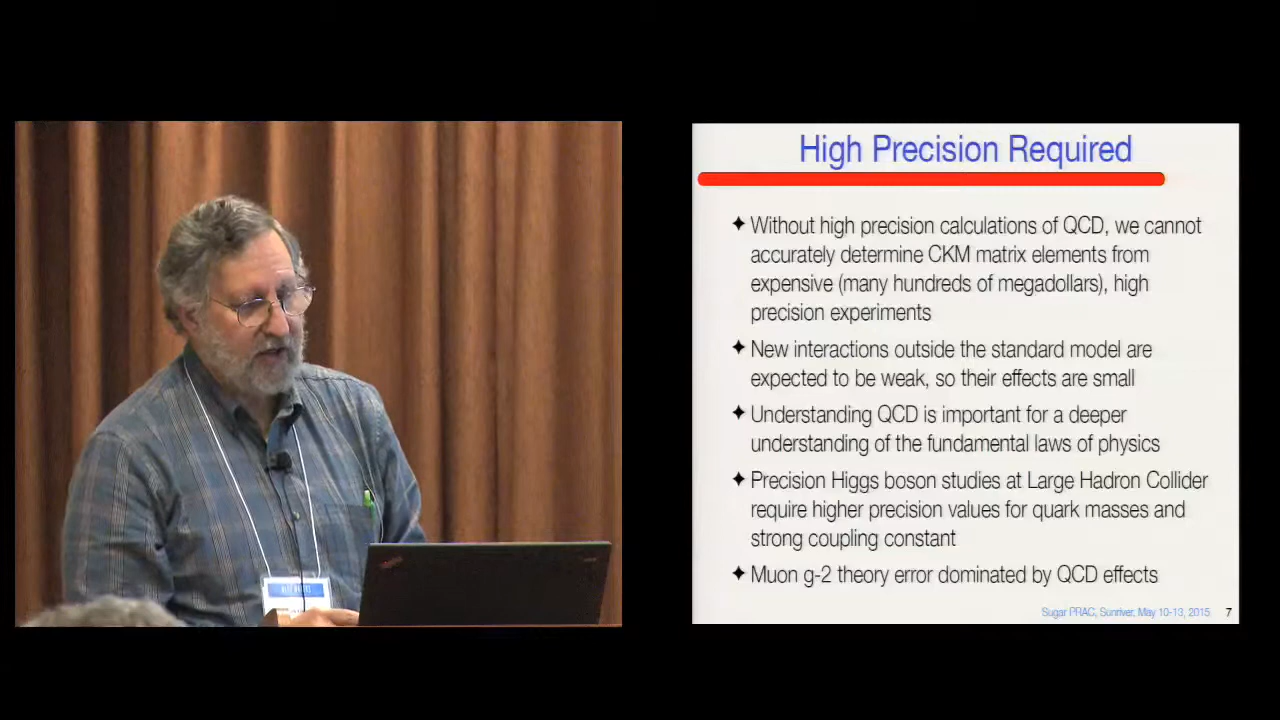 High Precision Required
✦ Without high precision calculations of QCD, we cannot
accurately determine CKM matrix elements from
expensive (many hundreds of megadollars), high
precision experiments
✦ New interactions outside the standard model are
expected to be weak, so their effects are small
✦ Understanding QCD is important for a deeper
understanding of the fundamental laws of physics
✦ Precision Higgs boson studies at Large Hadron Collider
require higher precision values for quark masses and
strong coupling constant
✦ Muon g-2 theory error dominated by QCD effects
Sugar PRAC, Sunriver, May 10-13, 2015 7